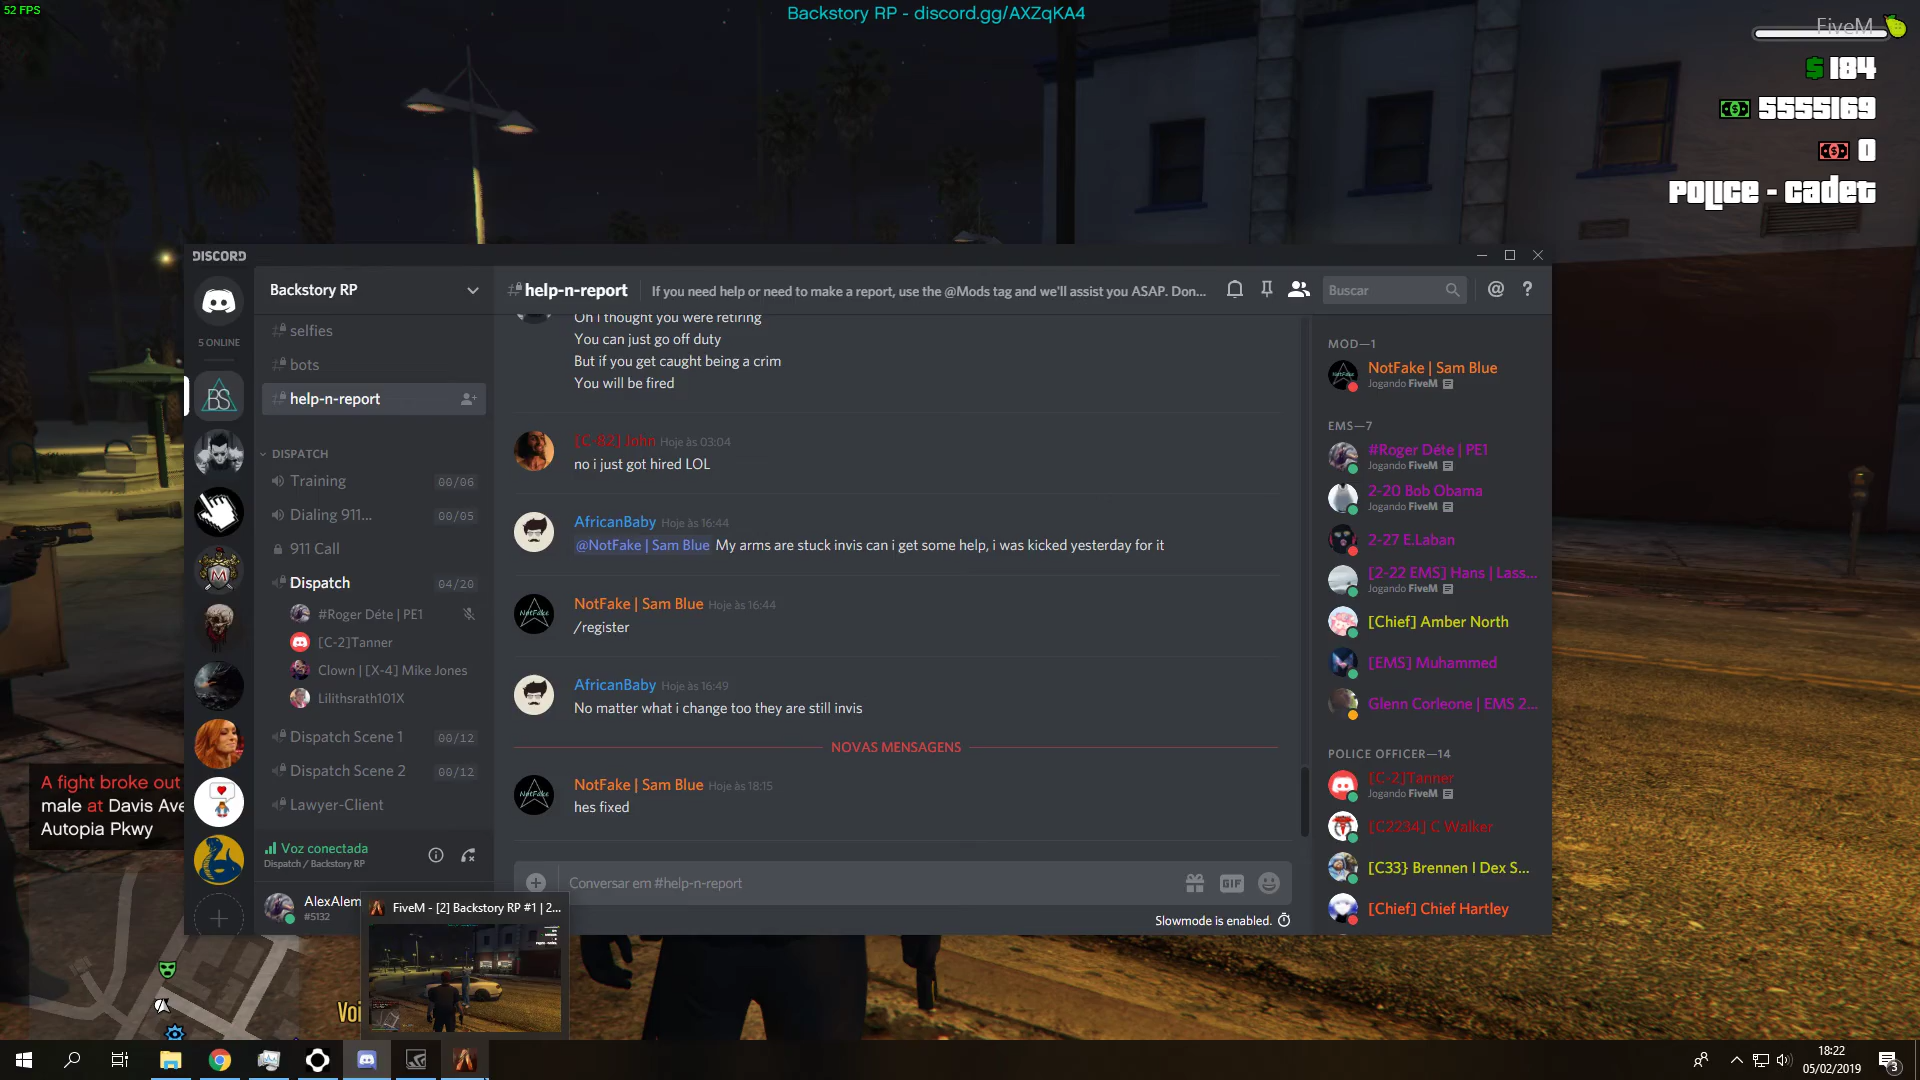 52 FPS
Backstory RP - discord.gg/AXZqKA4
FiveM
$ 184
5555169
0
Police - Cadet
DISCORD
5 ONLINE
Backstory RP
selfies
bots
help-n-report
DISPATCH
Training 00/06
Dialing 911... 00/05
911 Call
Dispatch 04/20
#Roger Déte | PE1
[C-2]Tanner
Clown | [X-4] Mike Jones
Lilithsrath101X
Dispatch Scene 1 00/12
Dispatch Scene 2 00/12
Lawyer-Client
Voz conectada
Dispatch / Backstory RP
AlexAlem
#5132
#help-n-report
If you need help or need to make a report, use the @Mods tag and we'll assist you ASAP. Don...
Buscar
Oh i thought you were retiring
You can just go off duty
But if you get caught being a crim
You will be fired
[C-82] John Hoje às 03:04
no i just got hired LOL
AfricanBaby Hoje às 16:44
@NotFake | Sam Blue My arms are stuck invis can i get some help, i was kicked yesterday for it
NotFake | Sam Blue Hoje às 16:44
/register
AfricanBaby Hoje às 16:49
No matter what i change too they are still invis
NOVAS MENSAGENS
NotFake | Sam Blue Hoje às 18:15
hes fixed
Conversar em #help-n-report
GIF
Slowmode is enabled.
MOD—1
NotFake | Sam Blue
Jogando FiveM
EMS—7
#Roger Déte | PE1
Jogando FiveM
2-20 Bob Obama
Jogando FiveM
2-27 E.Laban
[2-22 EMS] Hans | Lass...
Jogando FiveM
[Chief] Amber North
[EMS] Muhammed
Glenn Corleone | EMS 2...
POLICE OFFICER—14
[C-2]Tanner
Jogando FiveM
[C2234] C Walker
[C33} Brennen I Dex S...
[Chief] Chief Hartley
A fight broke out
male at Davis Ave
Autopia Pkwy
FiveM - [2] Backstory RP #1 | 2...
Voi
18:22
05/02/2019
3